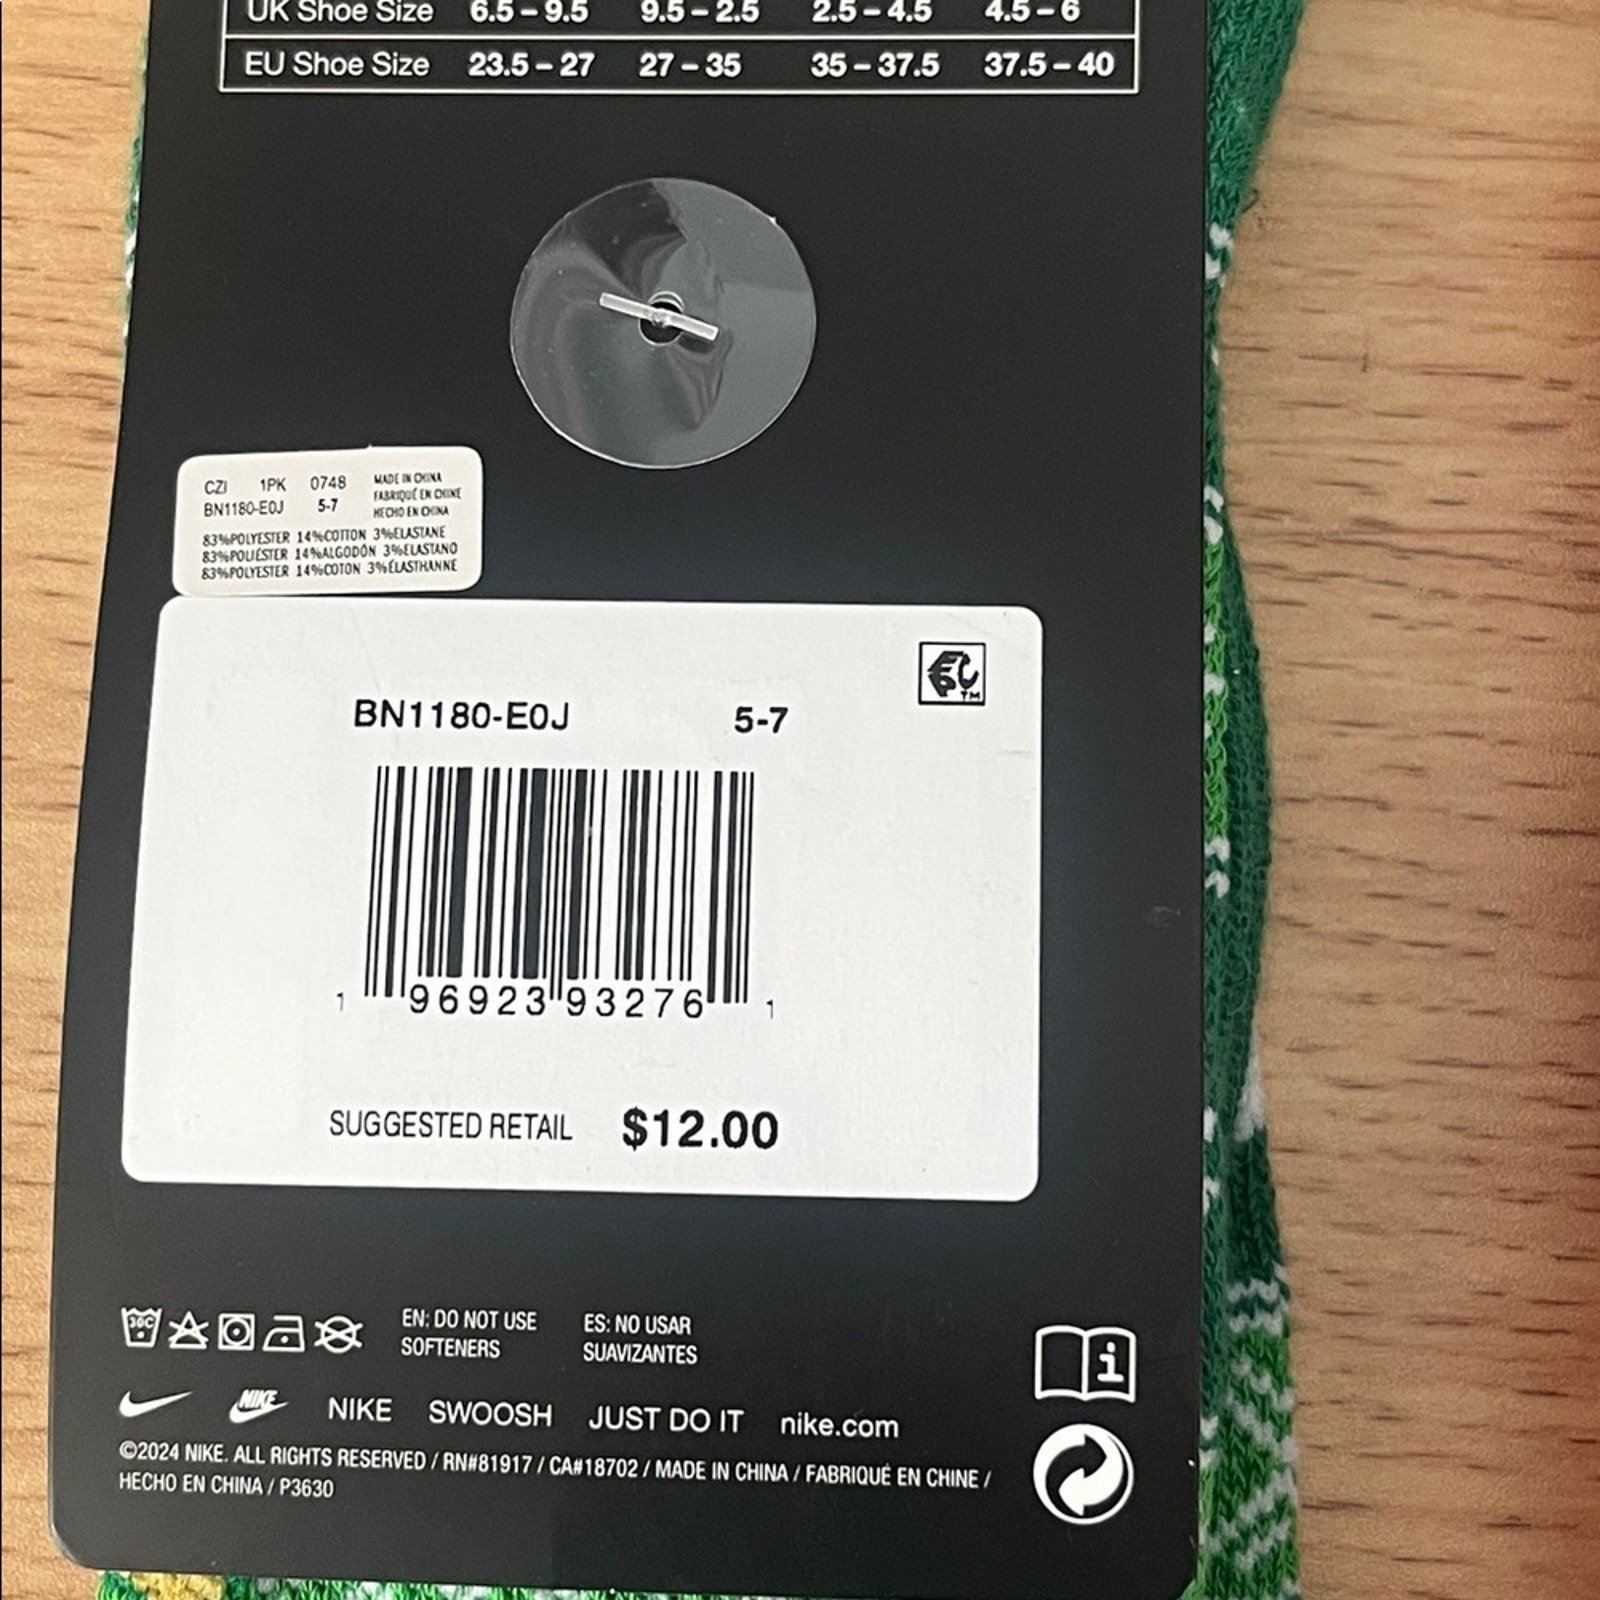 UK Shoe Size 6.5 – 9.5 9.5 – 2.5 2.5 – 4.5 4.5 – 6
EU Shoe Size 23.5 – 27 27 – 35 35 – 37.5 37.5 – 40
CZI 1PK 0748 MADE IN CHINA
FABRIQUÉ EN CHINE
BN1180-E0J 5-7 HECHO EN CHINA
83%POLYESTER 14%COTTON 3%ELASTANE
83%POLIÉSTER 14%ALGODÓN 3%ELASTANO
83%POLYESTER 14%COTON 3%ÉLASTHANNE
EPC TM
BN1180-E0J 5-7
1 96923 93276 1
SUGGESTED RETAIL $12.00
30C
EN: DO NOT USE
SOFTENERS
ES: NO USAR
SUAVIZANTES
i
NIKE NIKE SWOOSH JUST DO IT nike.com
©2024 NIKE. ALL RIGHTS RESERVED / RN#81917 / CA#18702 / MADE IN CHINA / FABRIQUÉ EN CHINE /
HECHO EN CHINA / P3630